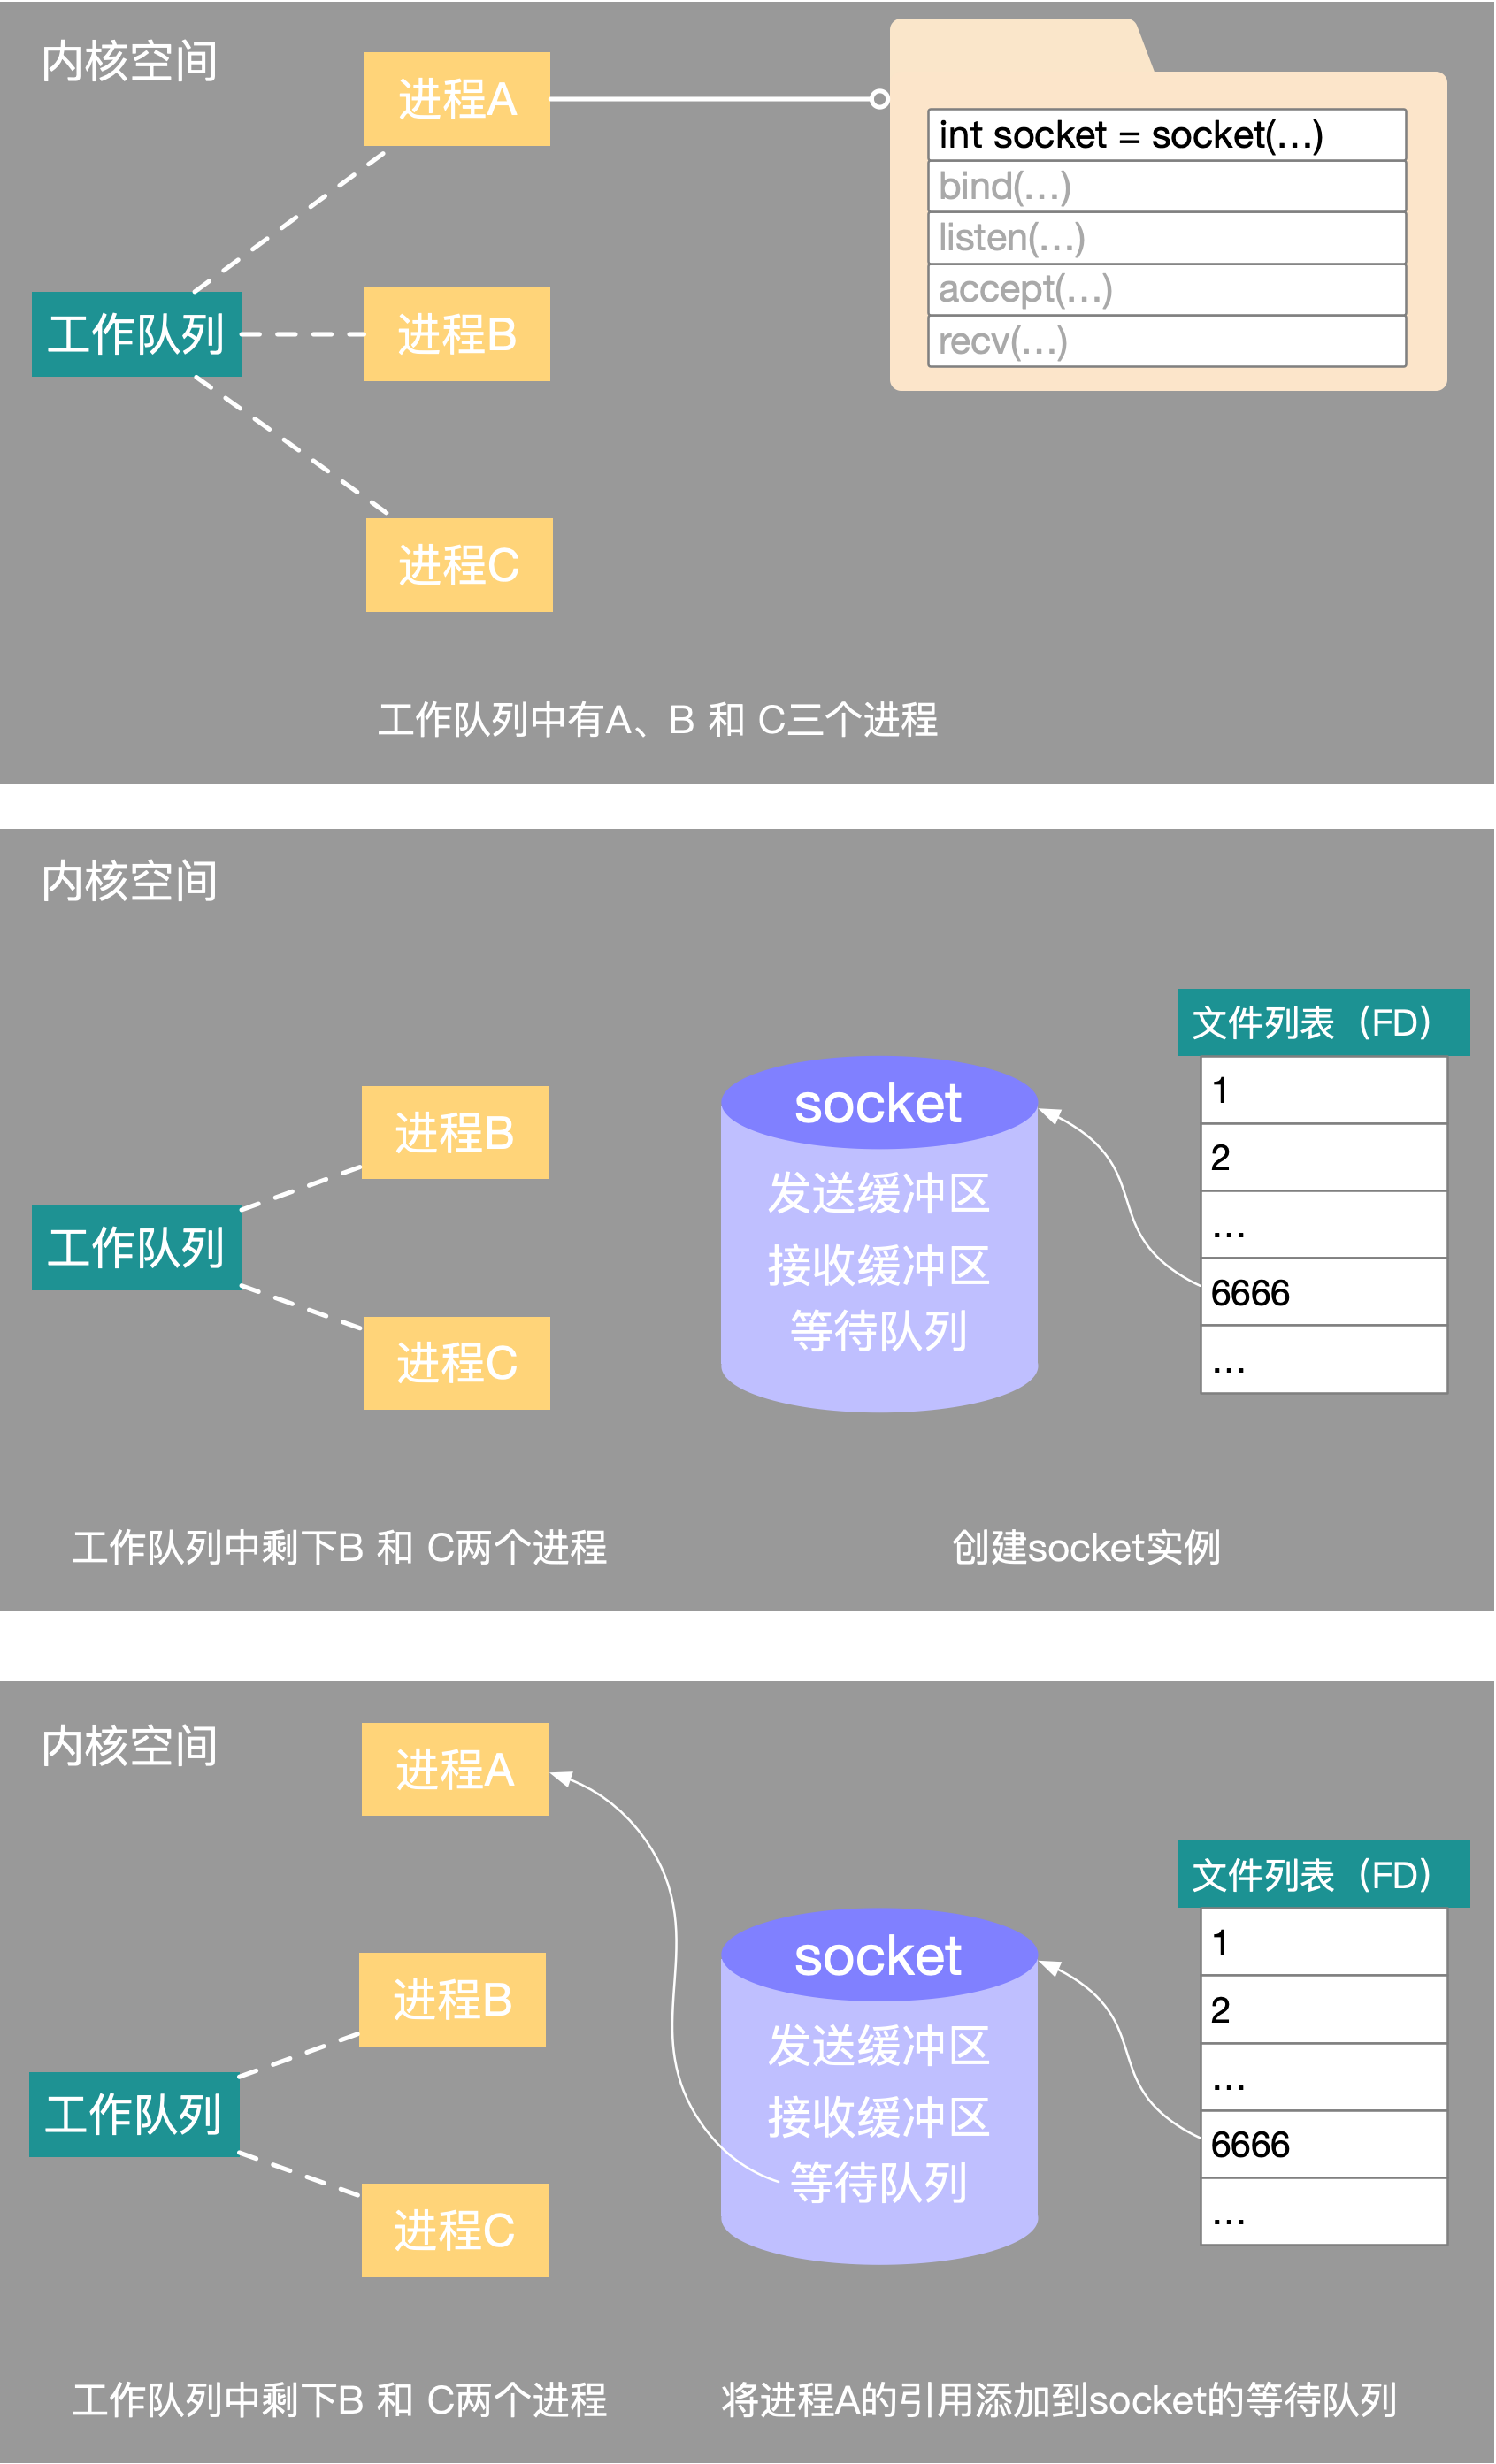 内核空间
进程A
int socket = socket(...)
bind(...)
listen(...)
accept(...)
recv(...)
工作队列
进程B
进程C
工作队列中有A、B 和 C三个进程
内核空间
文件列表（FD）
1
2
...
6666
...
socket
发送缓冲区
接收缓冲区
等待队列
进程B
工作队列
进程C
工作队列中剩下B 和 C两个进程
创建socket实例
内核空间
进程A
文件列表（FD）
1
2
...
6666
...
socket
发送缓冲区
接收缓冲区
等待队列
进程B
工作队列
进程C
工作队列中剩下B 和 C两个进程
将进程A的引用添加到socket的等待队列